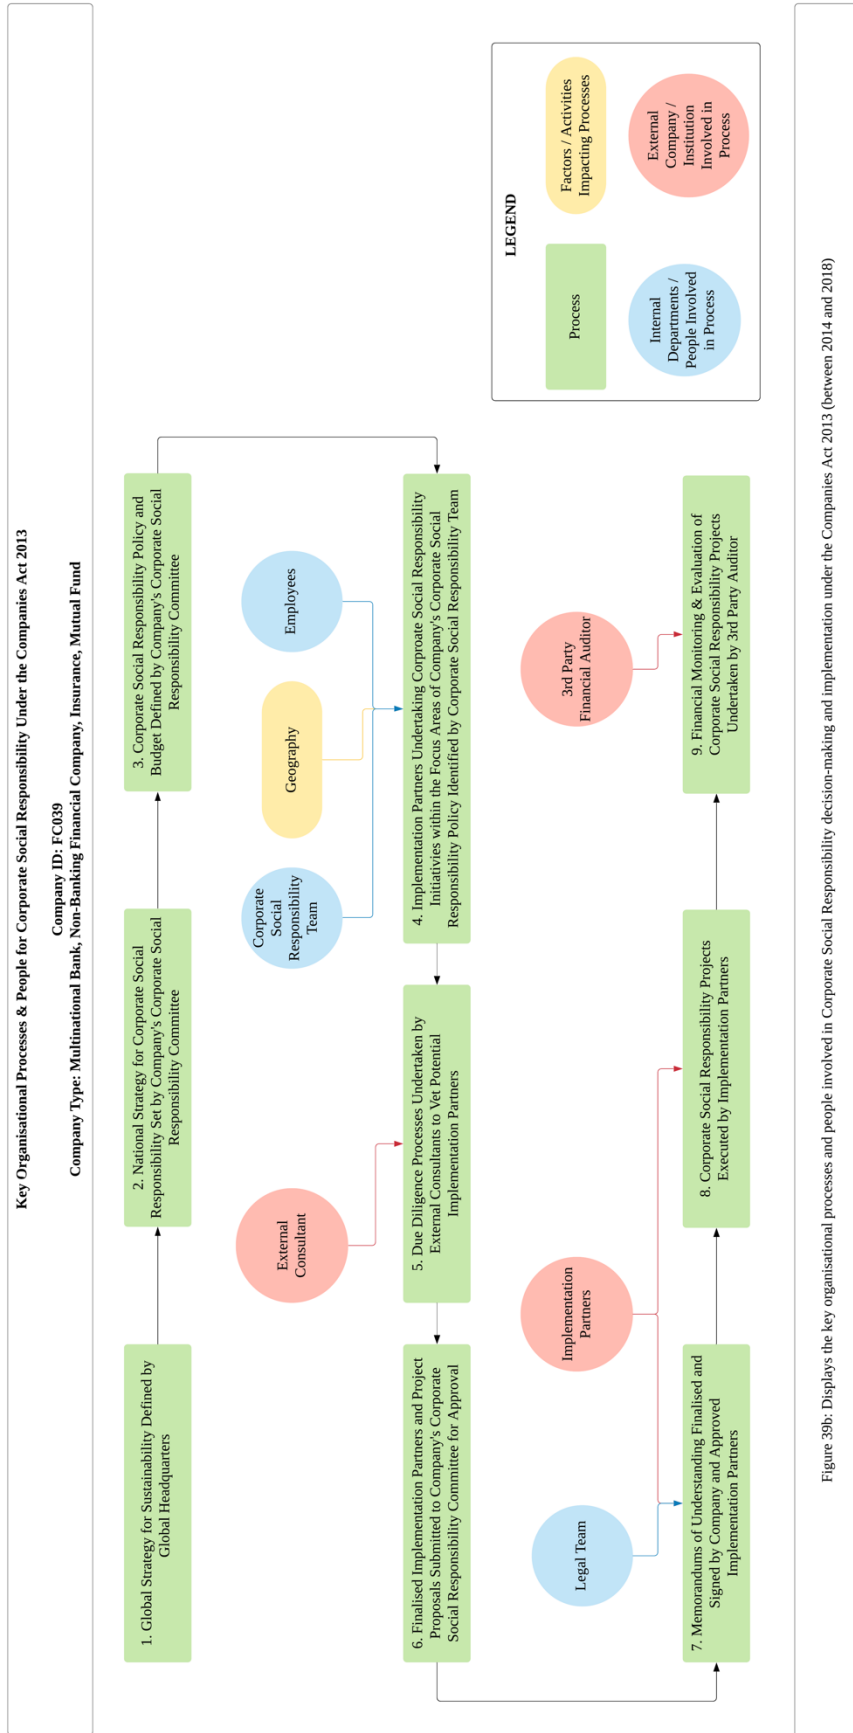 Key Organisational Processes & People for Corporate Social Responsibility Under the Companies Act 2013
Company ID: FC039
Company Type: Multinational Bank, Non-Banking Financial Company, Insurance, Mutual Fund
1. Global Strategy for Sustainability Defined by
Global Headquarters
2. National Strategy for Corporate Social
Responsibility Set by Company's Corporate Social
Responsibility Committee
3. Corporate Social Responsibility Policy and
Budget Defined by Company's Corporate Social
Responsibility Committee
External
Consultant
Corporate
Social
Responsibility
Team
Geography
Employees
6. Finalised Implementation Partners and Project
Proposals Submitted to Company's Corporate
Social Responsibility Committee for Approval
5. Due Diligence Processes Undertaken by
External Consultants to Vet Potential
Implementation Partners
4. Implementation Partners Undertaking Corproate Social Responsibility
Initiativies within the Focus Areas of Company's Corporate Social
Responsibility Policy Identified by Corporate Social Responsibility Team
Legal Team
Implementation
Partners
3rd Party
Financial Auditor
7. Memorandums of Understanding Finalised and
Signed by Company and Approved
Implementation Partners
8. Corporate Social Responsibility Projects
Executed by Implementation Partners
9. Financial Monitoring & Evaluation of
Corporate Social Responsibility Projects
Undertaken by 3rd Party Auditor
LEGEND
Process
Factors / Activities
Impacting Processes
Internal
Departments /
People Involved
in Process
External
Company /
Institution
Involved in
Process
Figure 39b: Displays the key organisational processes and people involved in Corporate Social Responsibility decision-making and implementation under the Companies Act 2013 (between 2014 and 2018)